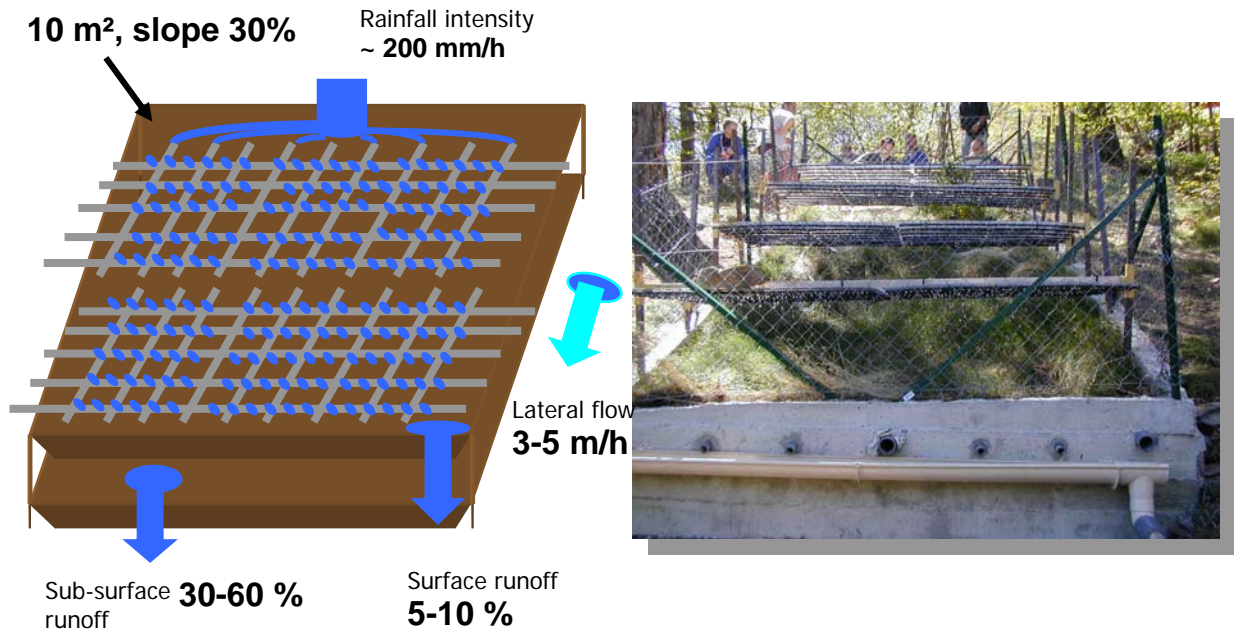 10 m², slope 30%
Rainfall intensity
~ 200 mm/h
Lateral flow
3-5 m/h
Sub-surface 30-60 %
runoff
Surface runoff
5-10 %